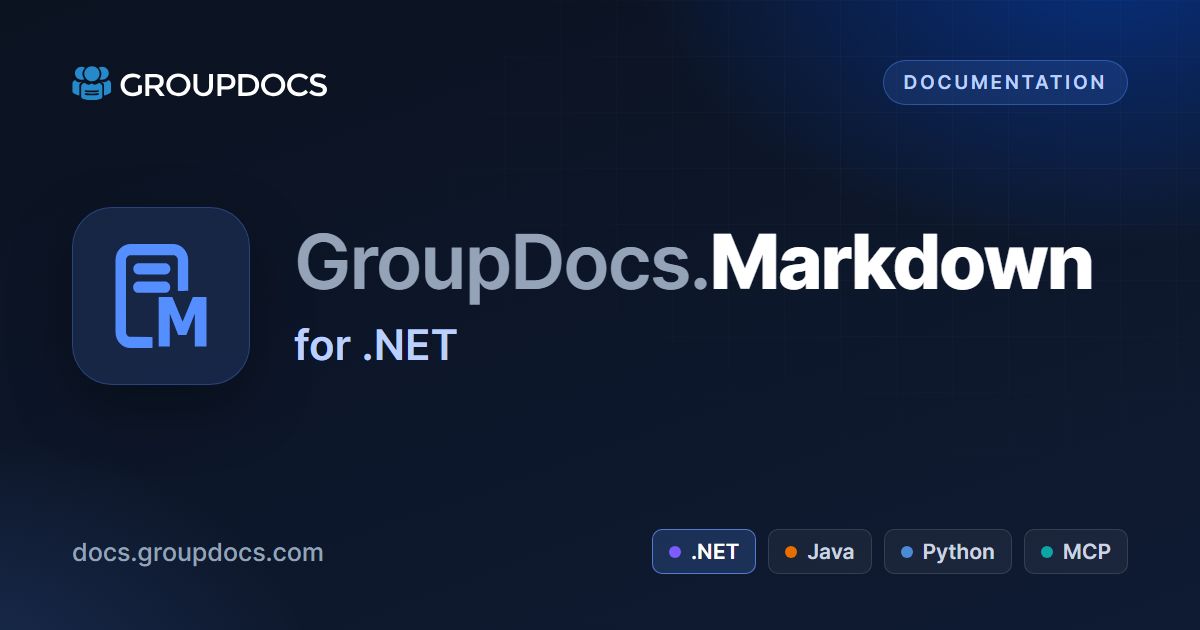 GROUPDOCS
DOCUMENTATION
M
GroupDocs.Markdown
for .NET
docs.groupdocs.com
.NET
Java
Python
MCP